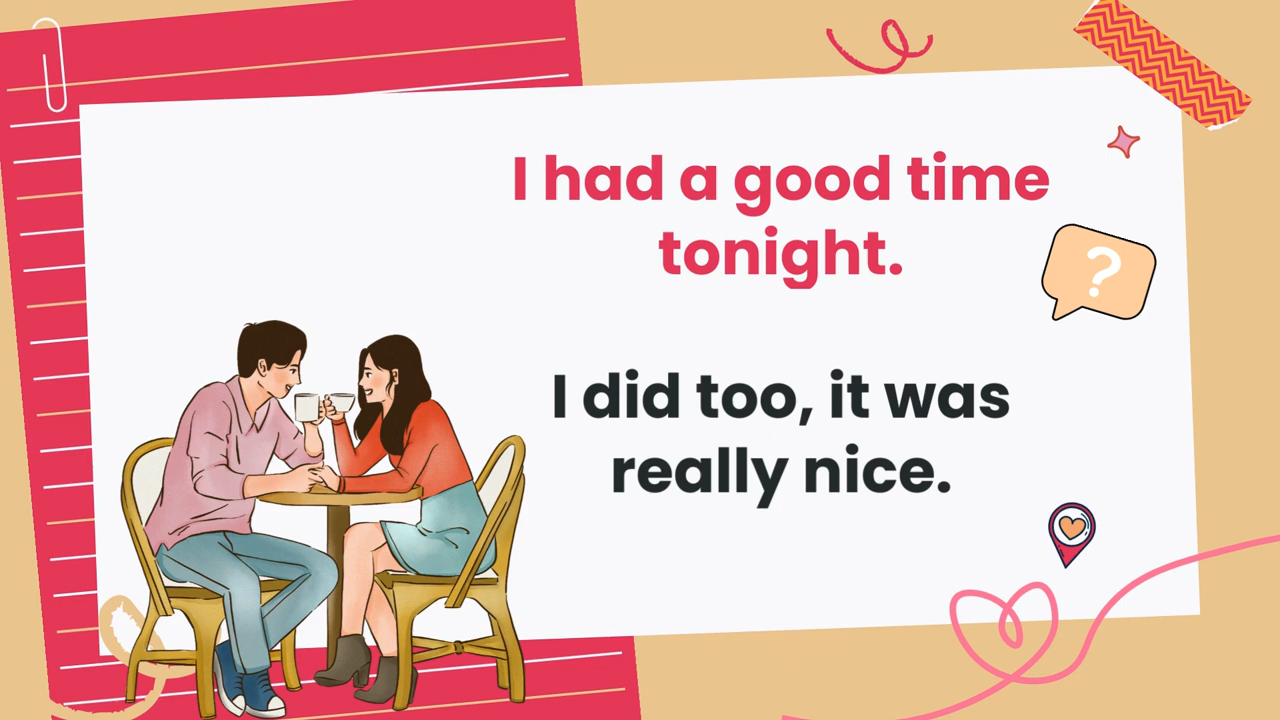 I had a good time
tonight.
?
I did too, it was
really nice.